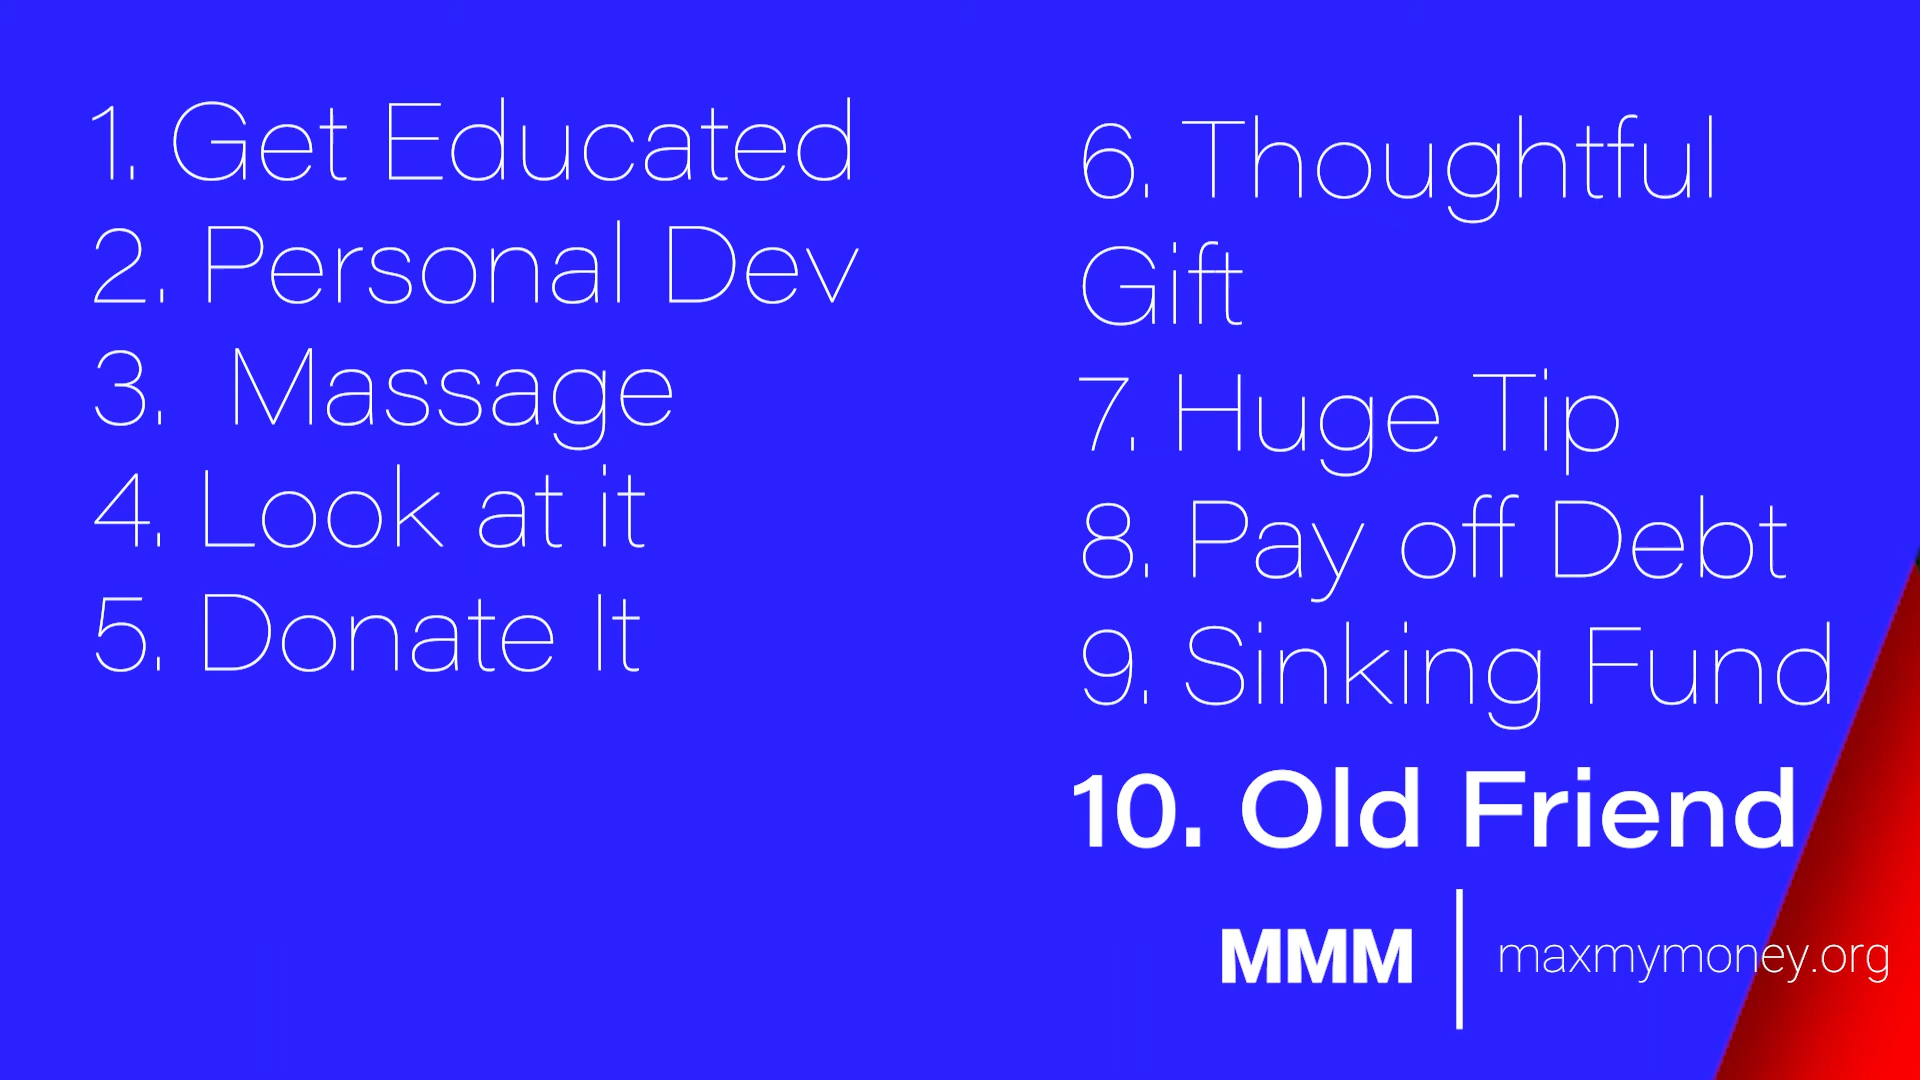 1. Get Educated
2. Personal Dev
3. Massage
4. Look at it
5. Donate It
6. Thoughtful
Gift
7. Huge Tip
8. Pay off Debt
9. Sinking Fund
10. Old Friend
MMM
maxmymoney.org